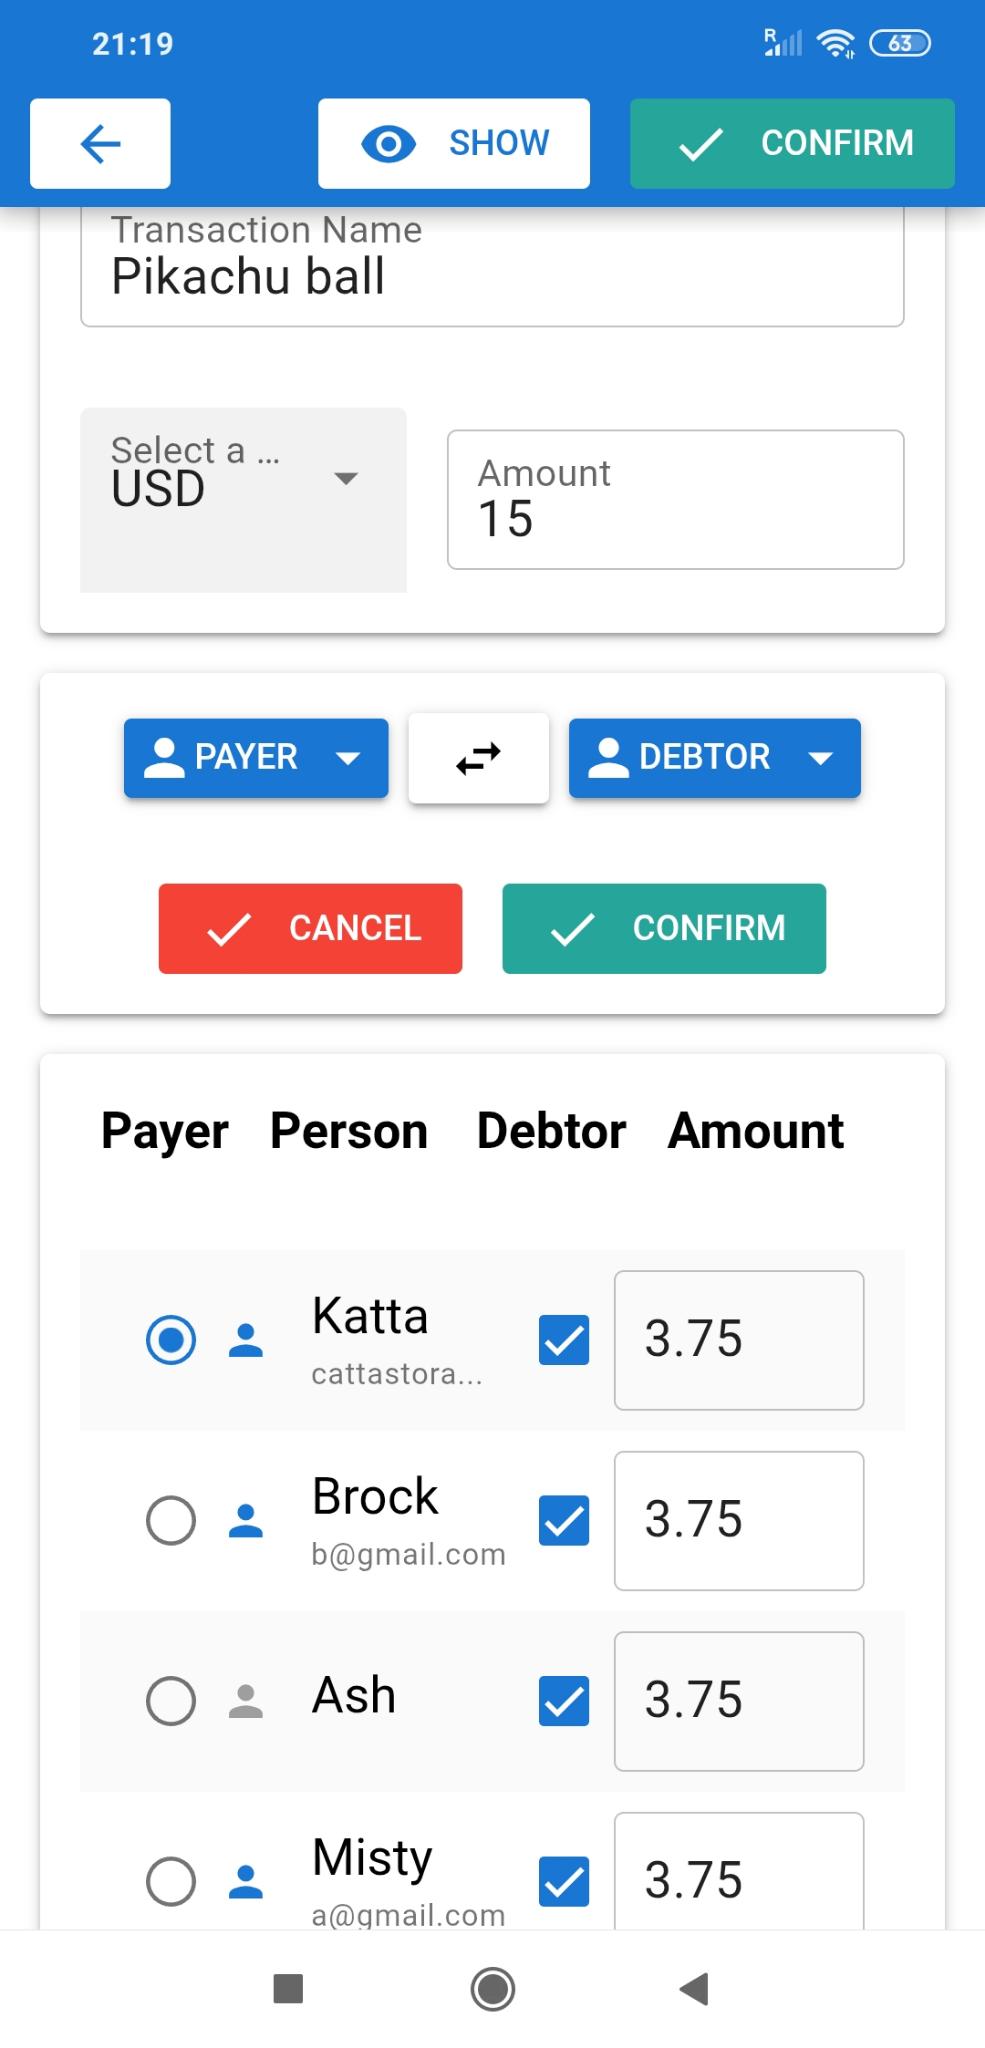 21:19
R
63
SHOW
CONFIRM
Transaction Name
Pikachu ball
Select a ...
USD
Amount
15
PAYER
DEBTOR
CANCEL
CONFIRM
Payer Person Debtor Amount
Katta
cattastora...
3.75
Brock
b@gmail.com
3.75
Ash
3.75
Misty
a@gmail.com
3.75